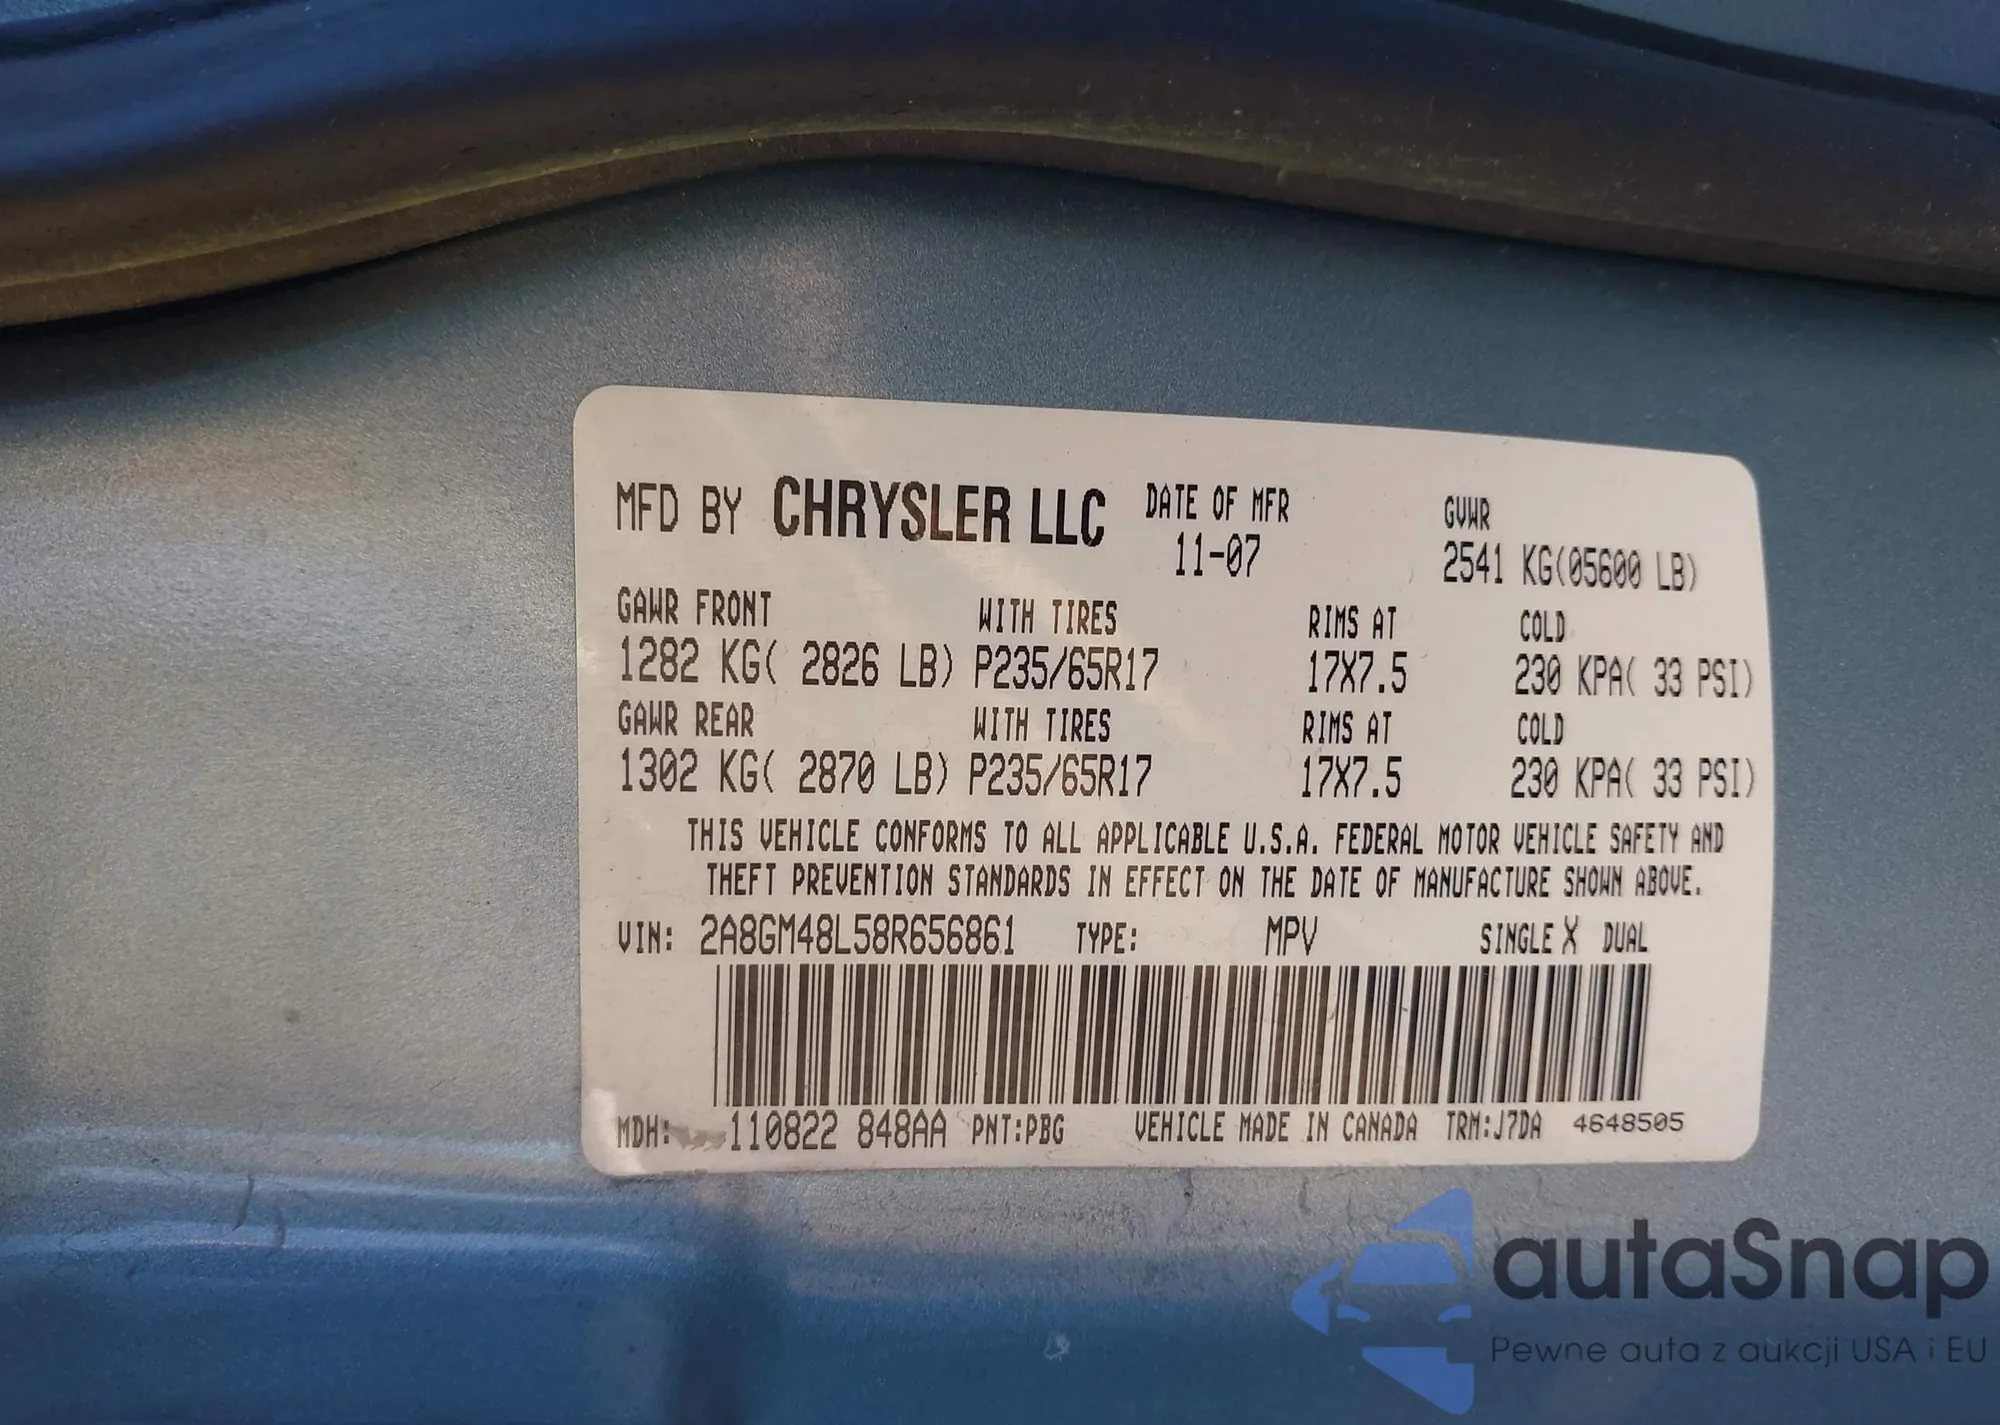 MFD BY CHRYSLER LLC DATE OF MFR GVWR
11-07 2541 KG(05600 LB)
GAWR FRONT WITH TIRES RIMS AT COLD
1282 KG( 2826 LB) P235/65R17 17X7.5 230 KPA( 33 PSI)
GAWR REAR WITH TIRES RIMS AT COLD
1302 KG( 2870 LB) P235/65R17 17X7.5 230 KPA( 33 PSI)
THIS VEHICLE CONFORMS TO ALL APPLICABLE U.S.A. FEDERAL MOTOR VEHICLE SAFETY AND
THEFT PREVENTION STANDARDS IN EFFECT ON THE DATE OF MANUFACTURE SHOWN ABOVE.
VIN: 2A8GM48L58R656861 TYPE: MPV SINGLE X DUAL
MDH: 110822 848AA PNT:PBG VEHICLE MADE IN CANADA TRM:J7DA 4648505
autaSnap
Pewne auta z aukcji USA i EU